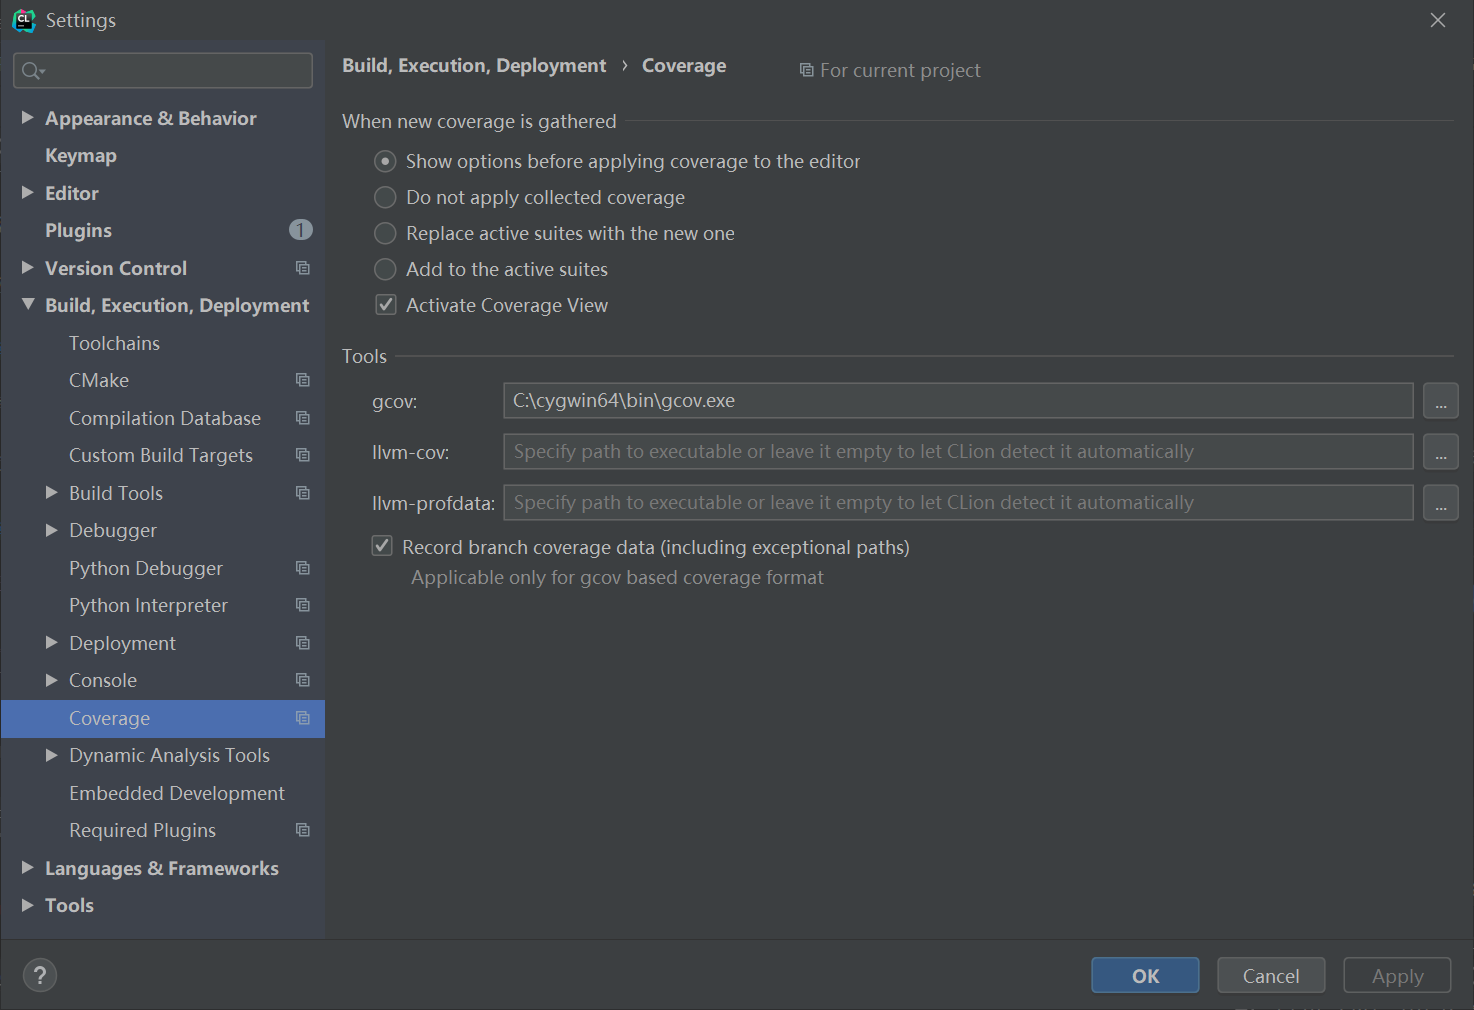 CL
Settings
Appearance & Behavior
Keymap
Editor
Plugins
1
Version Control
Build, Execution, Deployment
Toolchains
CMake
Compilation Database
Custom Build Targets
Build Tools
Debugger
Python Debugger
Python Interpreter
Deployment
Console
Coverage
Dynamic Analysis Tools
Embedded Development
Required Plugins
Languages & Frameworks
Tools
Build, Execution, Deployment › Coverage
For current project
When new coverage is gathered
Show options before applying coverage to the editor
Do not apply collected coverage
Replace active suites with the new one
Add to the active suites
Activate Coverage View
Tools
gcov: C:\cygwin64\bin\gcov.exe ...
llvm-cov: Specify path to executable or leave it empty to let CLion detect it automatically ...
llvm-profdata: Specify path to executable or leave it empty to let CLion detect it automatically ...
Record branch coverage data (including exceptional paths)
Applicable only for gcov based coverage format
?
OK
Cancel
Apply